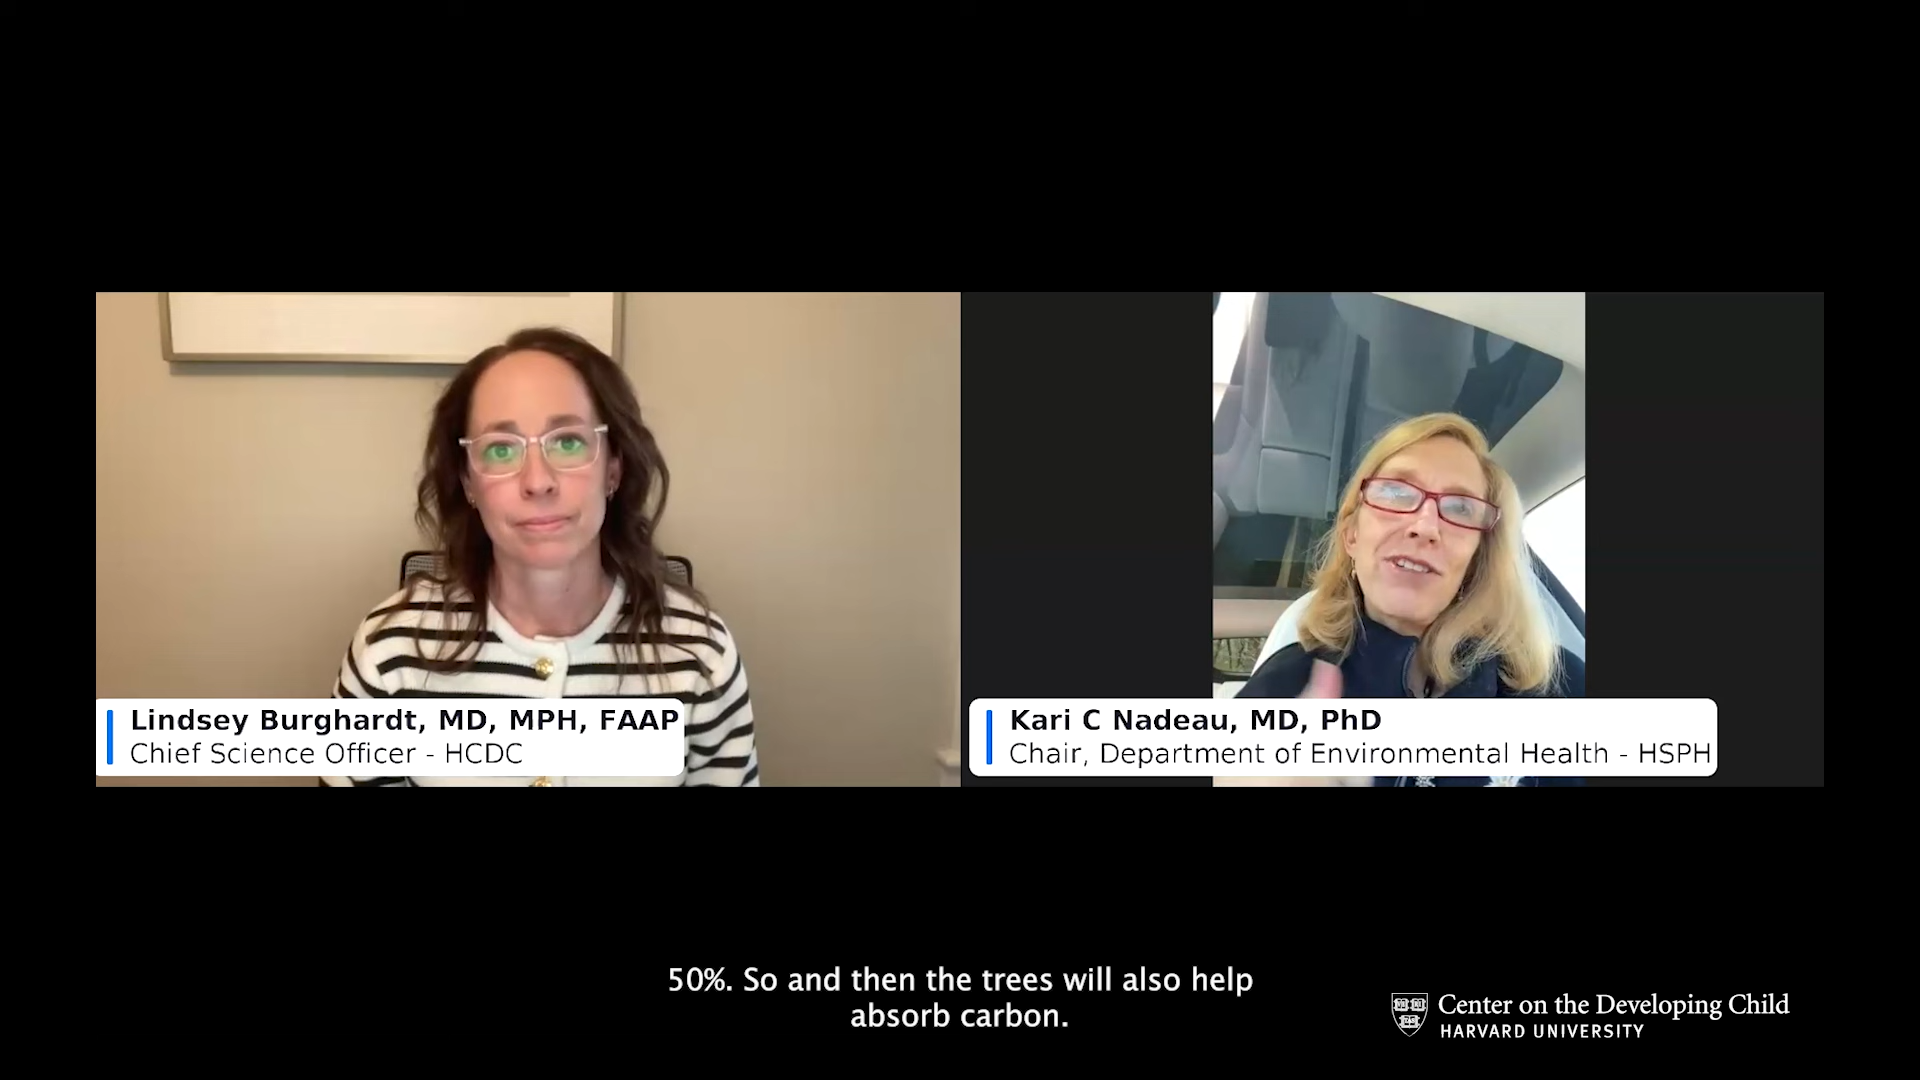 Lindsey Burghardt, MD, MPH, FAAP
Chief Science Officer - HCDC
Kari C Nadeau, MD, PhD
Chair, Department of Environmental Health - HSPH
50%. So and then the trees will also help
absorb carbon.
Center on the Developing Child
HARVARD UNIVERSITY